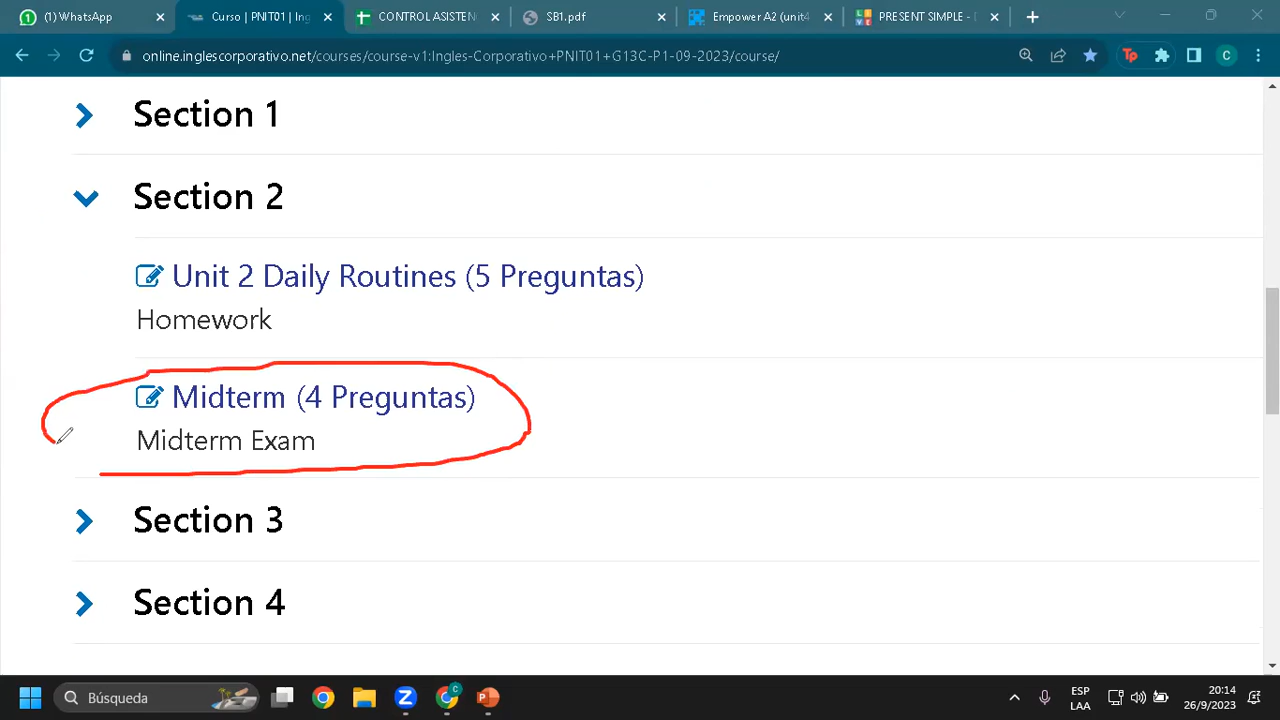 (1) WhatsApp
Curso | PNIT01 | Ing
CONTROL ASISTEN
SB1.pdf
Empower A2 (unit4
PRESENT SIMPLE - D
online.inglescorporativo.net/courses/course-v1:Ingles-Corporativo+PNIT01+G13C-P1-09-2023/course/
Tp
C
Section 1
Section 2
Unit 2 Daily Routines (5 Preguntas)
Homework
Midterm (4 Preguntas)
Midterm Exam
Section 3
Section 4
Búsqueda
ESP
LAA
20:14
26/9/2023